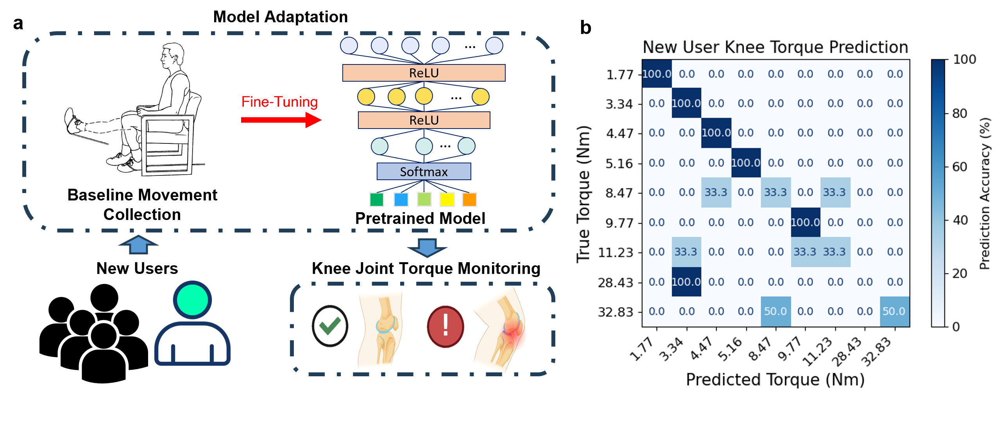 a
Model Adaptation
ReLU
Fine-Tuning
...
ReLU
...
...
Softmax
Baseline Movement
Collection
Pretrained Model
New Users
Knee Joint Torque Monitoring
!
b
New User Knee Torque Prediction
True Torque (Nm)
1.77 100.0 0.0 0.0 0.0 0.0 0.0 0.0 0.0 0.0
3.34 0.0 100.0 0.0 0.0 0.0 0.0 0.0 0.0 0.0
4.47 0.0 0.0 100.0 0.0 0.0 0.0 0.0 0.0 0.0
5.16 0.0 0.0 0.0 100.0 0.0 0.0 0.0 0.0 0.0
8.47 0.0 0.0 33.3 0.0 33.3 0.0 33.3 0.0 0.0
9.77 0.0 0.0 0.0 0.0 0.0 100.0 0.0 0.0 0.0
11.23 0.0 33.3 0.0 0.0 0.0 33.3 33.3 0.0 0.0
28.43 0.0 100.0 0.0 0.0 0.0 0.0 0.0 0.0 0.0
32.83 0.0 0.0 0.0 0.0 50.0 0.0 0.0 0.0 50.0
1.77 3.34 4.47 5.16 8.47 9.77 11.23 28.43 32.83
Predicted Torque (Nm)
100
80
60
40
20
0
Prediction Accuracy (%)